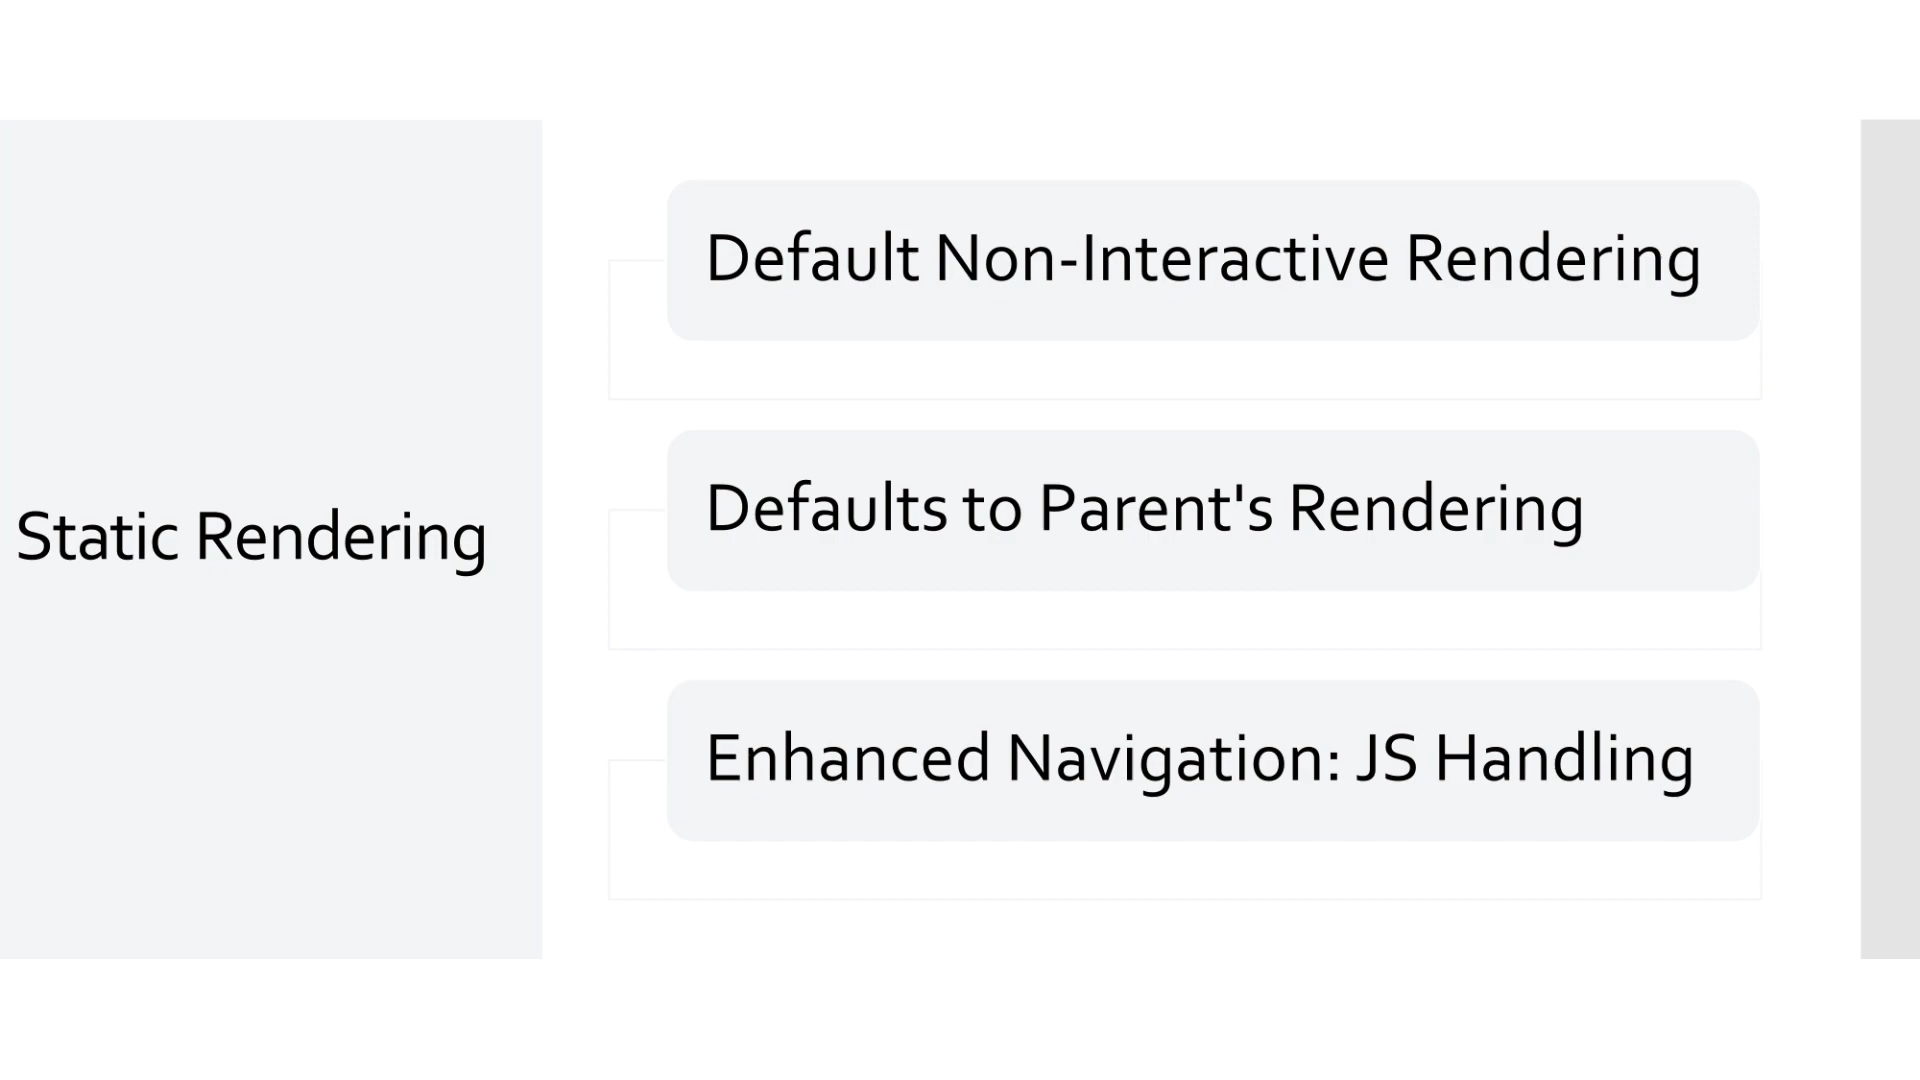 Static Rendering
Default Non-Interactive Rendering
Defaults to Parent's Rendering
Enhanced Navigation: JS Handling